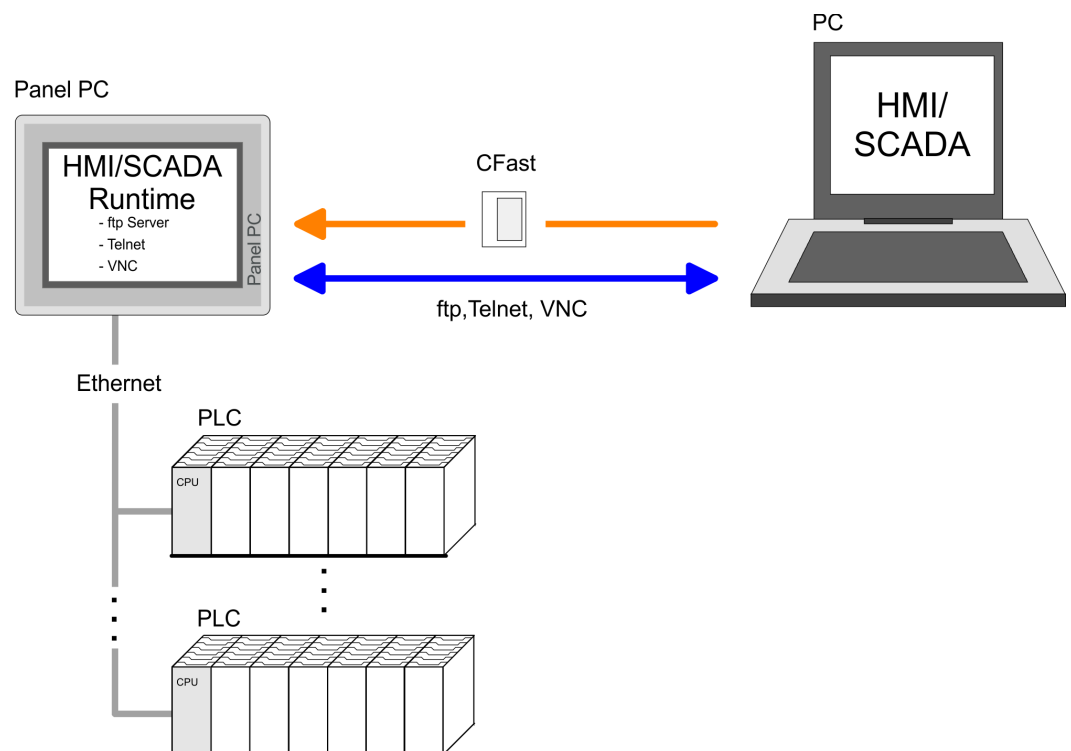 PC
Panel PC
HMI/SCADA
Runtime
- ftp Server
- Telnet
- VNC
Panel PC
CFast
HMI/
SCADA
ftp,Telnet, VNC
Ethernet
PLC
CPU
PLC
CPU